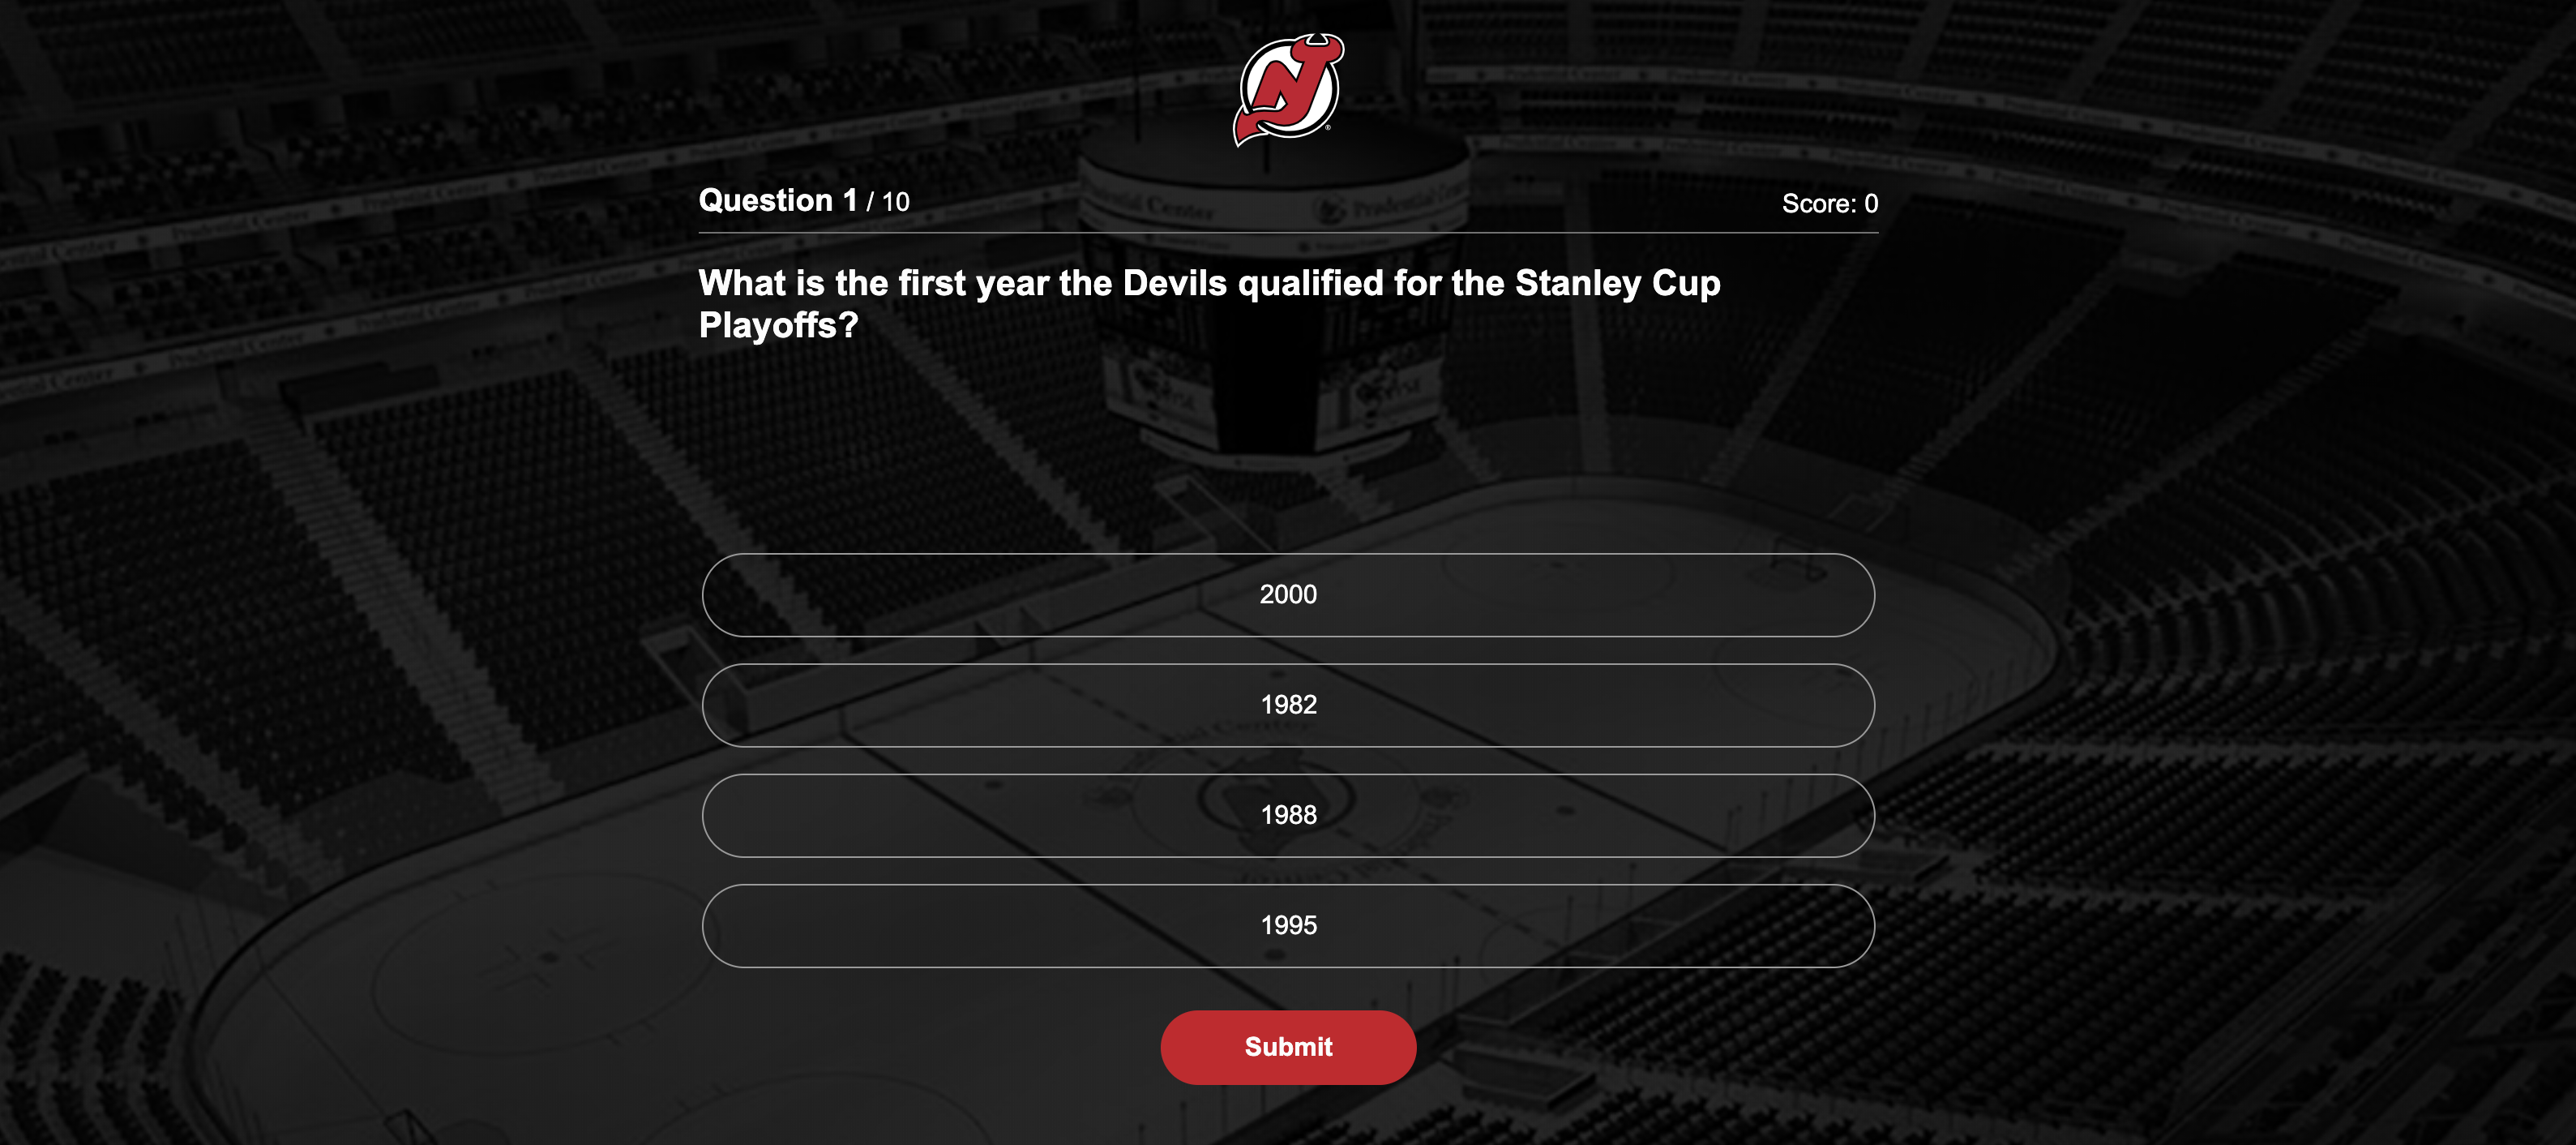 Question 1 / 10
Score: 0
What is the first year the Devils qualified for the Stanley Cup
Playoffs?
2000
1982
1988
1995
Submit